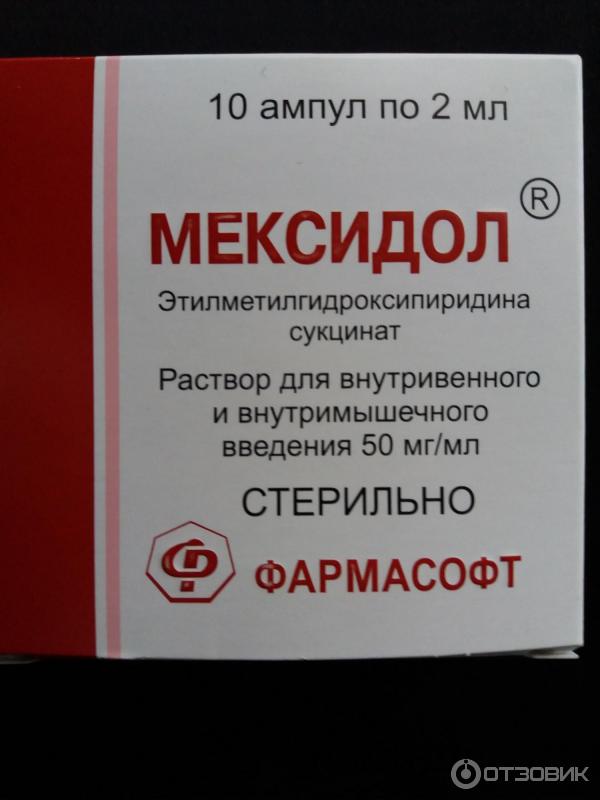 10 ампул по 2 мл
МЕКСИДОЛ®
Этилметилгидроксипиридина
сукцинат
Раствор для внутривенного
и внутримышечного
введения 50 мг/мл
СТЕРИЛЬНО
ФАРМАСОФТ
ОТЗОВИК